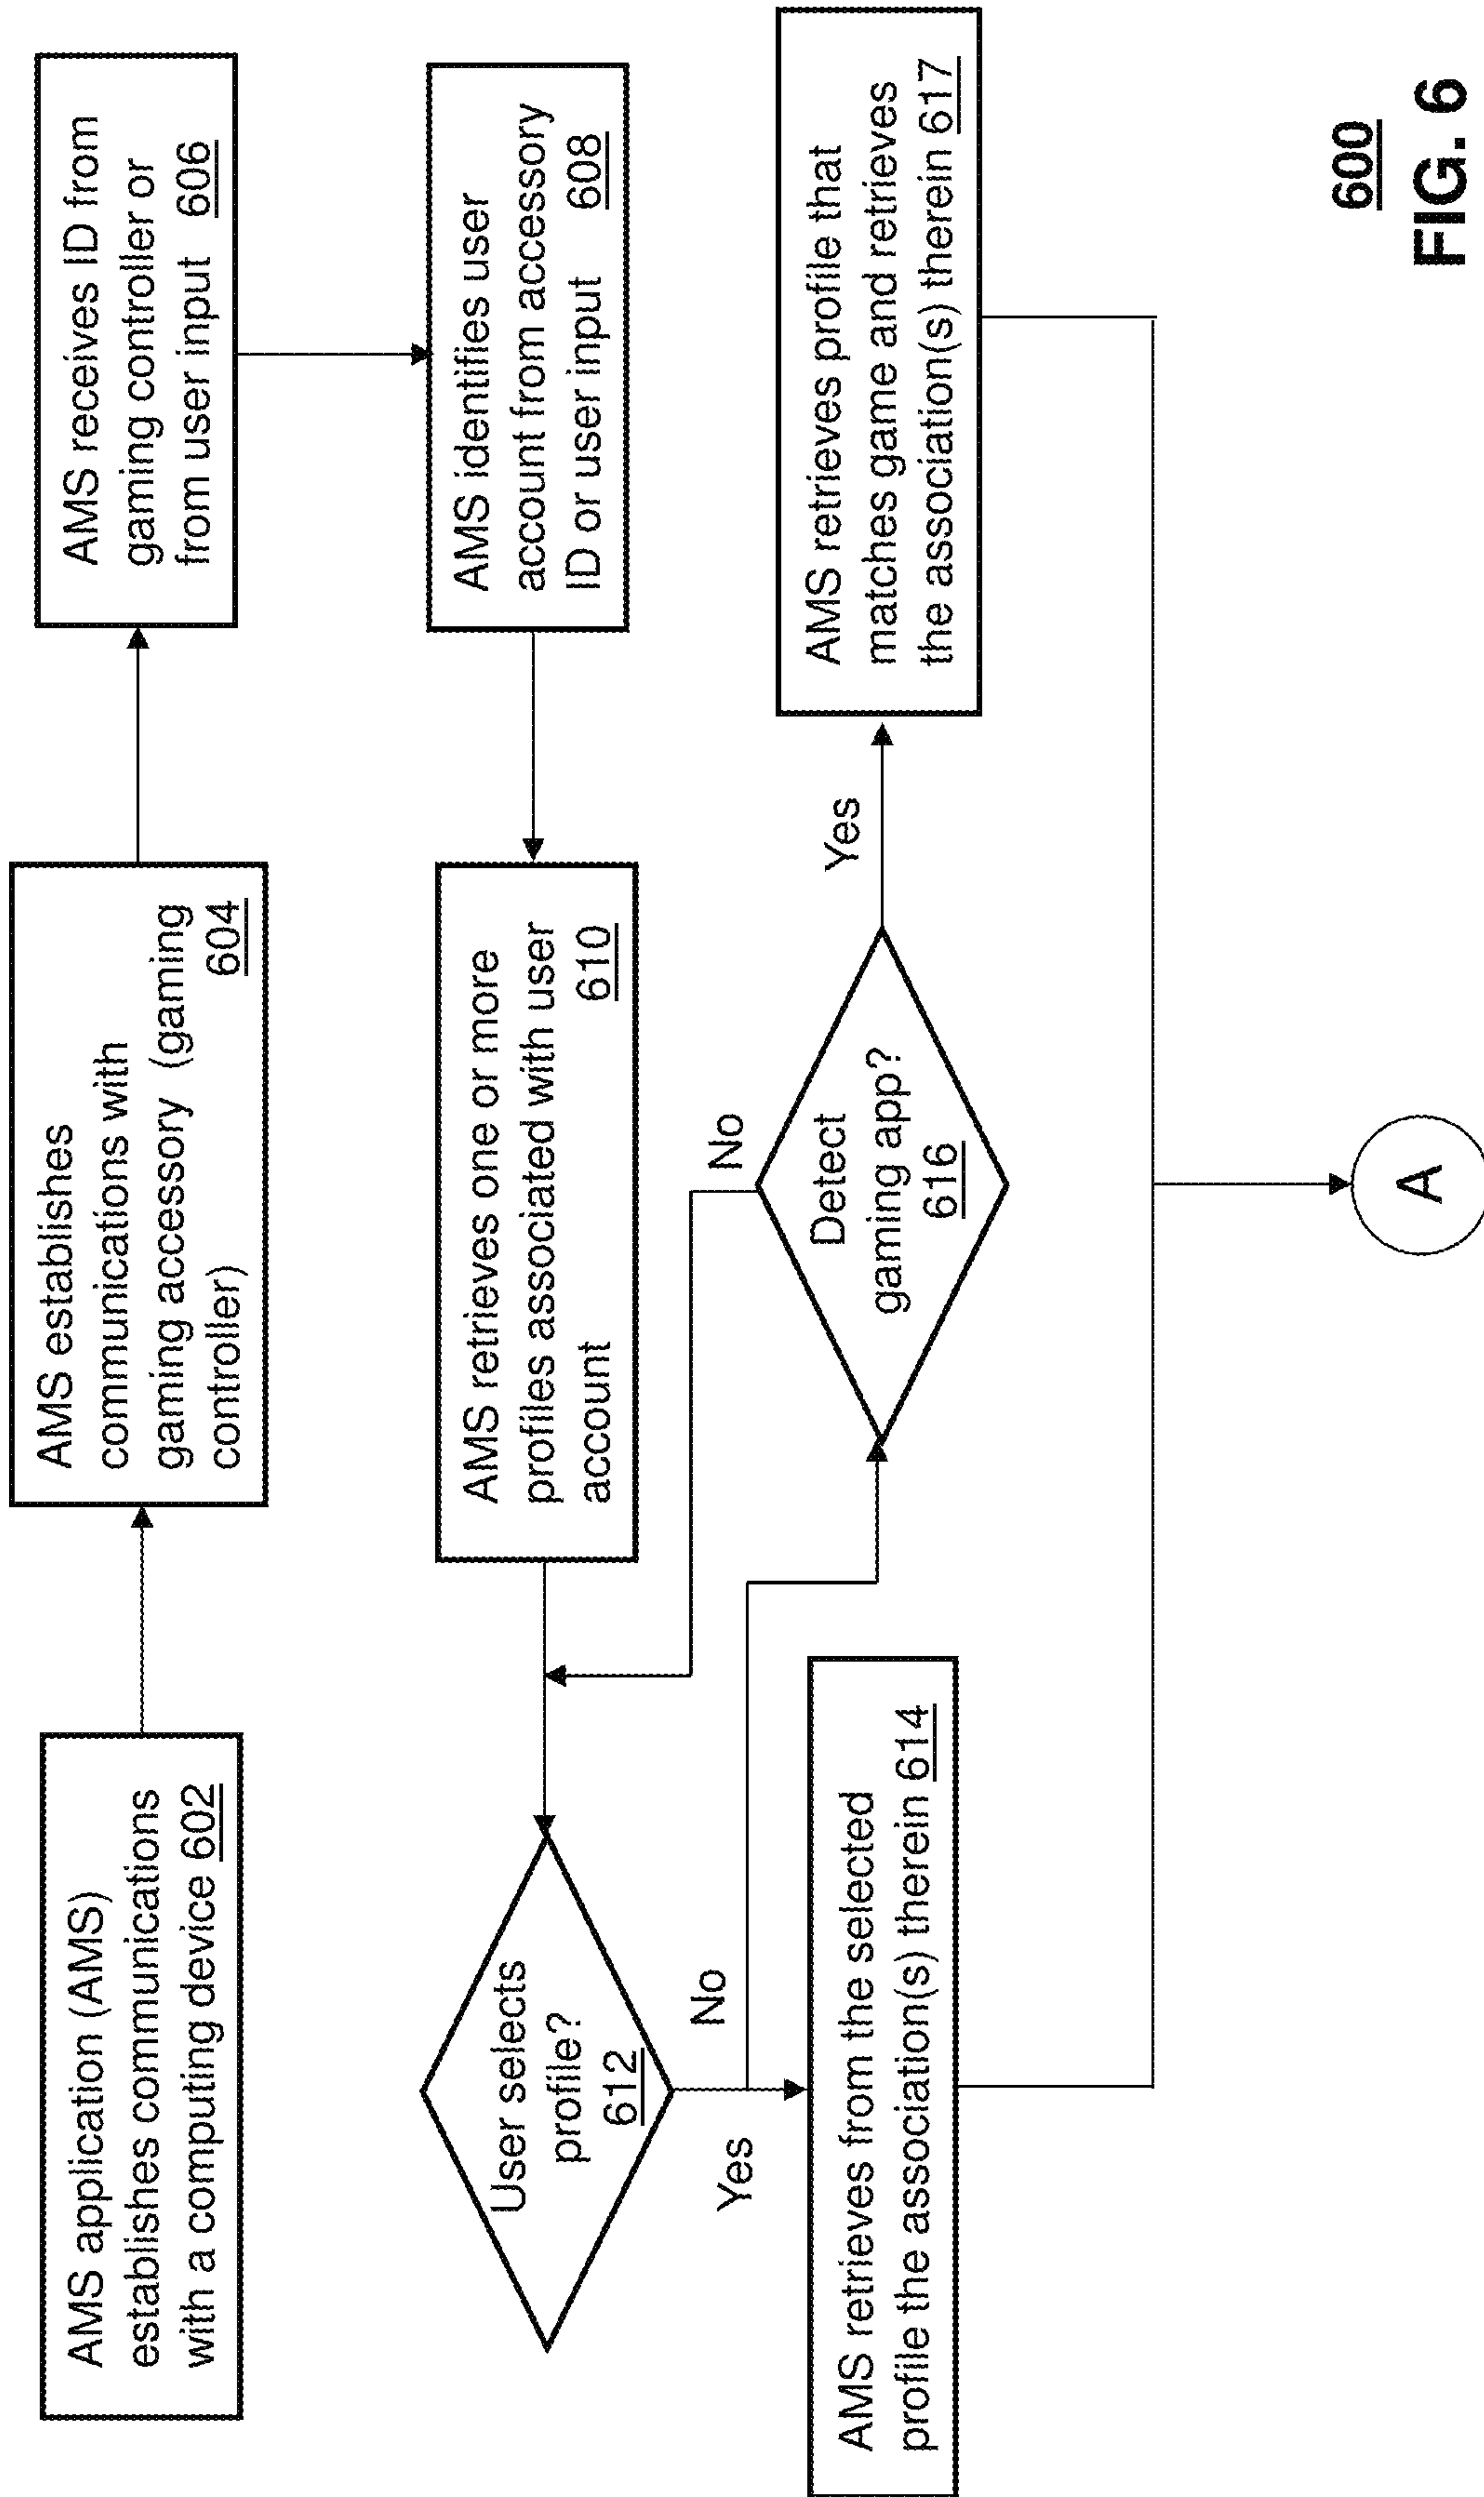 AMS application (AMS)
establishes communications
with a computing device 602
AMS establishes
communications with
gaming accessory (gaming
controller) 604
AMS receives ID from
gaming controller or
from user input 606
AMS identifies user
account from accessory
ID or user input 608
AMS retrieves one or more
profiles associated with user
account 610
User selects
profile?
612
No
Yes
AMS retrieves from the selected
profile the association(s) therein 614
Detect
gaming app?
616
No
Yes
AMS retrieves profile that
matches game and retrieves
the association(s) therein 617
A
600
FIG. 6